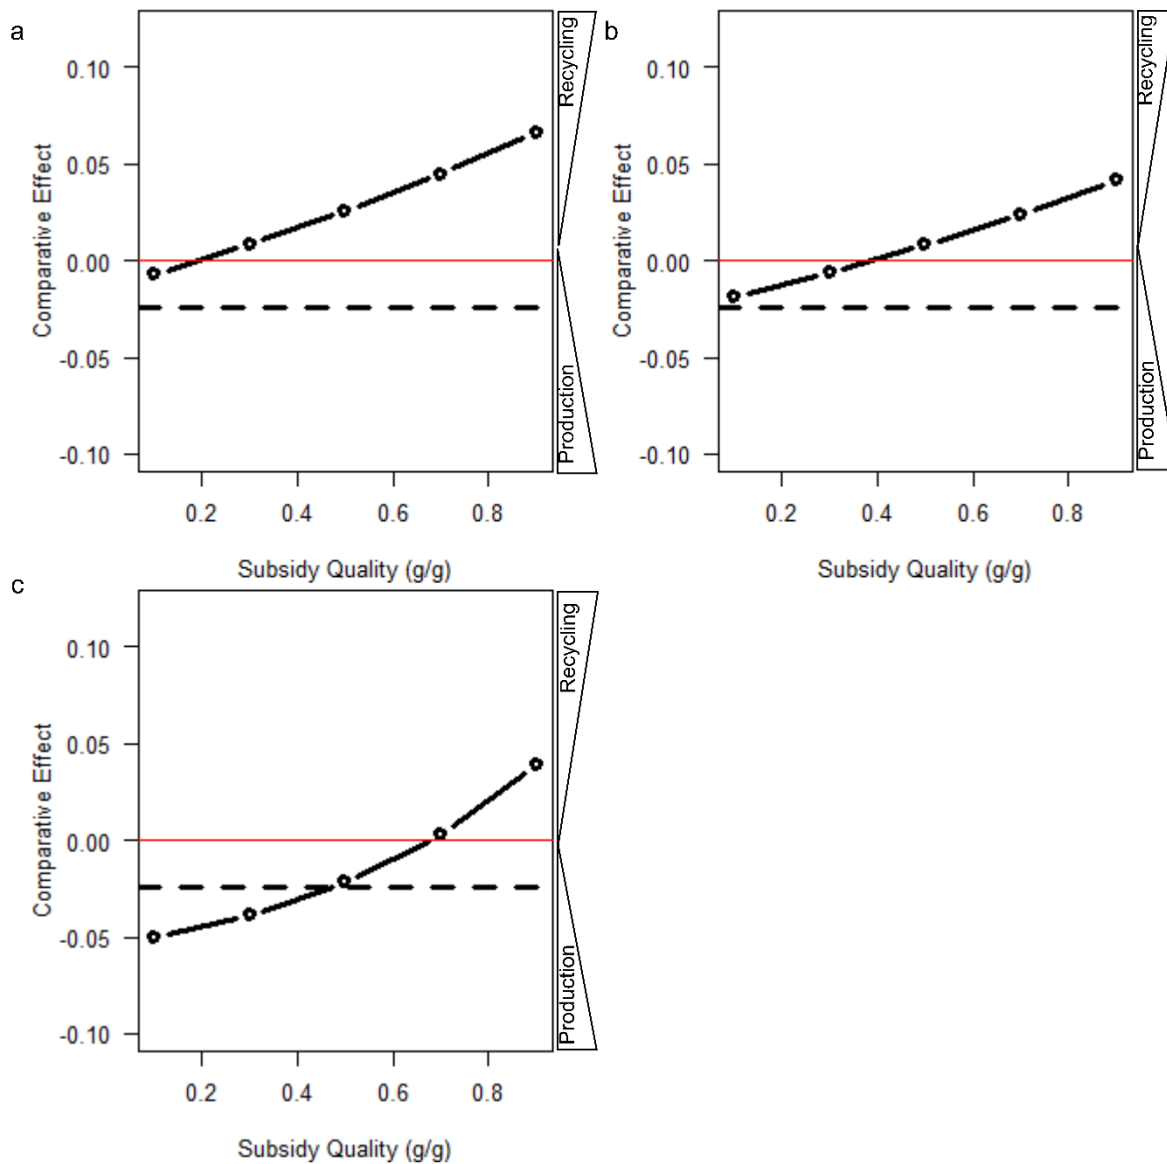 a
0.10
0.05
0.00
-0.05
-0.10
Comparative Effect
0.2 0.4 0.6 0.8
Subsidy Quality (g/g)
Recycling
Production
b
0.10
0.05
0.00
-0.05
-0.10
Comparative Effect
0.2 0.4 0.6 0.8
Subsidy Quality (g/g)
Recycling
Production
c
0.10
0.05
0.00
-0.05
-0.10
Comparative Effect
0.2 0.4 0.6 0.8
Subsidy Quality (g/g)
Recycling
Production